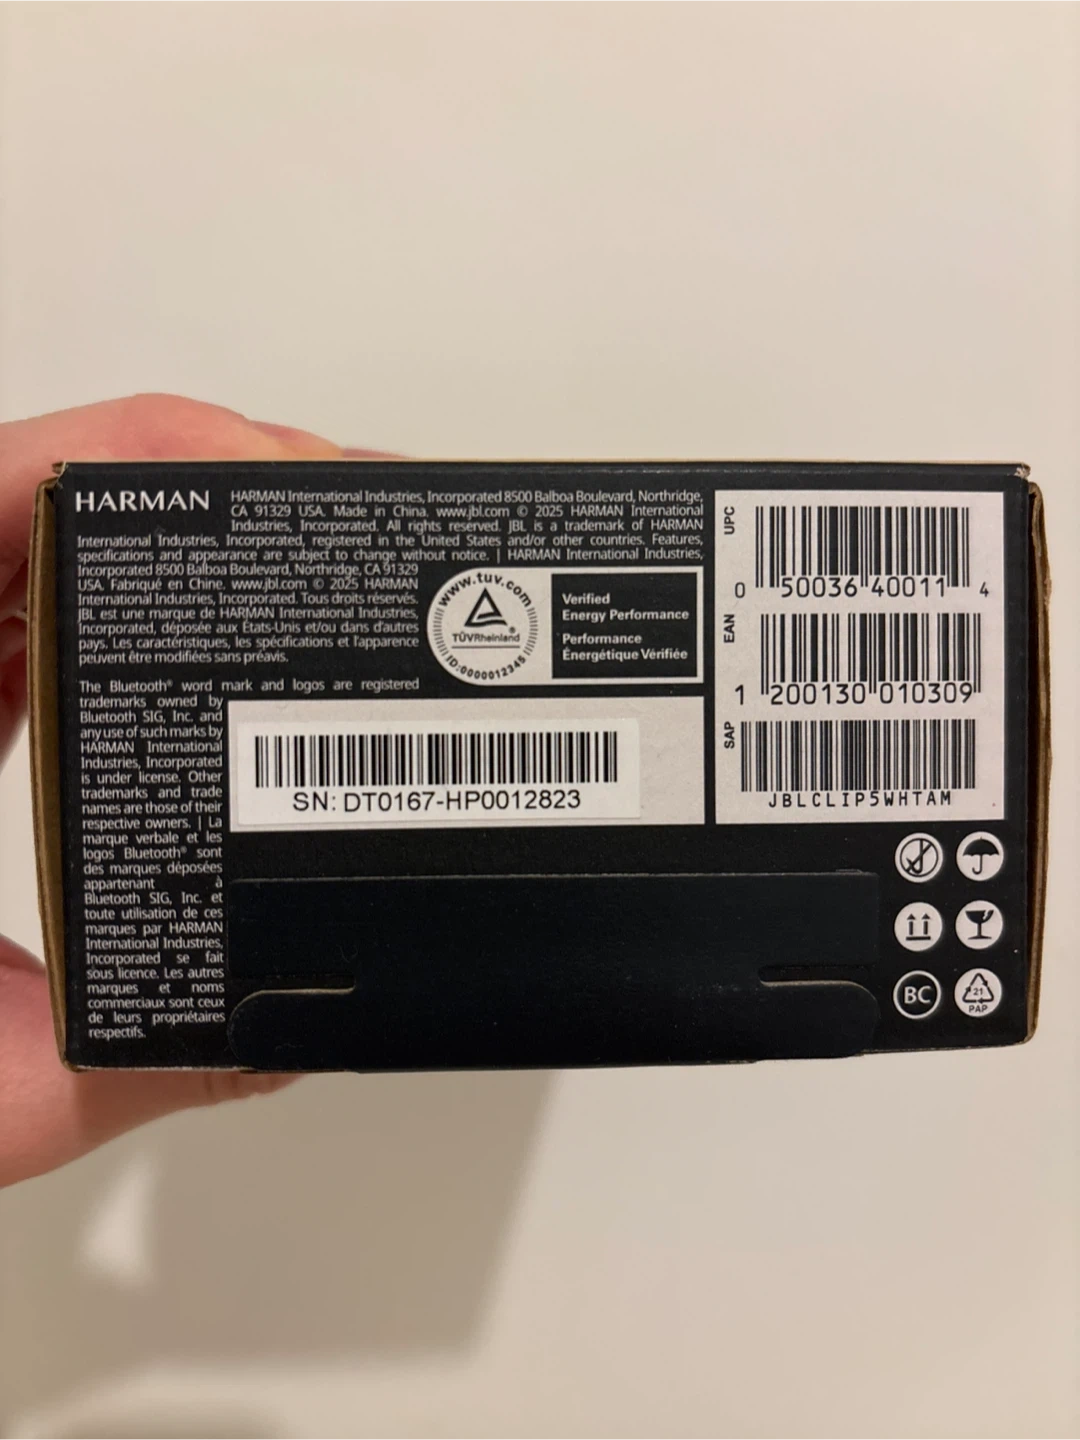 HARMAN
HARMAN International Industries, Incorporated 8500 Balboa Boulevard, Northridge,
CA 91329 USA. Made in China. www.jbl.com © 2025 HARMAN International
Industries, Incorporated. All rights reserved. JBL is a trademark of HARMAN
International Industries, Incorporated, registered in the United States and/or other countries. Features,
specifications and appearance are subject to change without notice. | HARMAN International Industries,
Incorporated 8500 Balboa Boulevard, Northridge, CA 91329
USA. Fabriqué en Chine. www.jbl.com © 2025 HARMAN
International Industries, Incorporated. Tous droits réservés.
JBL est une marque de HARMAN International Industries,
Incorporated, déposée aux États-Unis et/ou dans d'autres
pays. Les caractéristiques, les spécifications et l'apparence
peuvent être modifiées sans préavis.
www.tuv.com
TÜVRheinland®
ID:0000012345
Verified
Energy Performance
Performance
Énergétique Vérifiée
The Bluetooth® word mark and logos are registered
trademarks owned by
Bluetooth SIG, Inc. and
any use of such marks by
HARMAN International
Industries, Incorporated
is under license. Other
trademarks and trade
names are those of their
respective owners. | La
marque verbale et les
logos Bluetooth® sont
des marques déposées
appartenant à
Bluetooth SIG, Inc. et
toute utilisation de ces
marques par HARMAN
International Industries,
Incorporated se fait
sous licence. Les autres
marques et noms
commerciaux sont ceux
de leurs propriétaires
respectifs.
SN: DT0167-HP0012823
UPC
0 50036 40011 4
EAN
1 200130 010309
SAP
JBLCLIP5WHTAM
BC
21
PAP